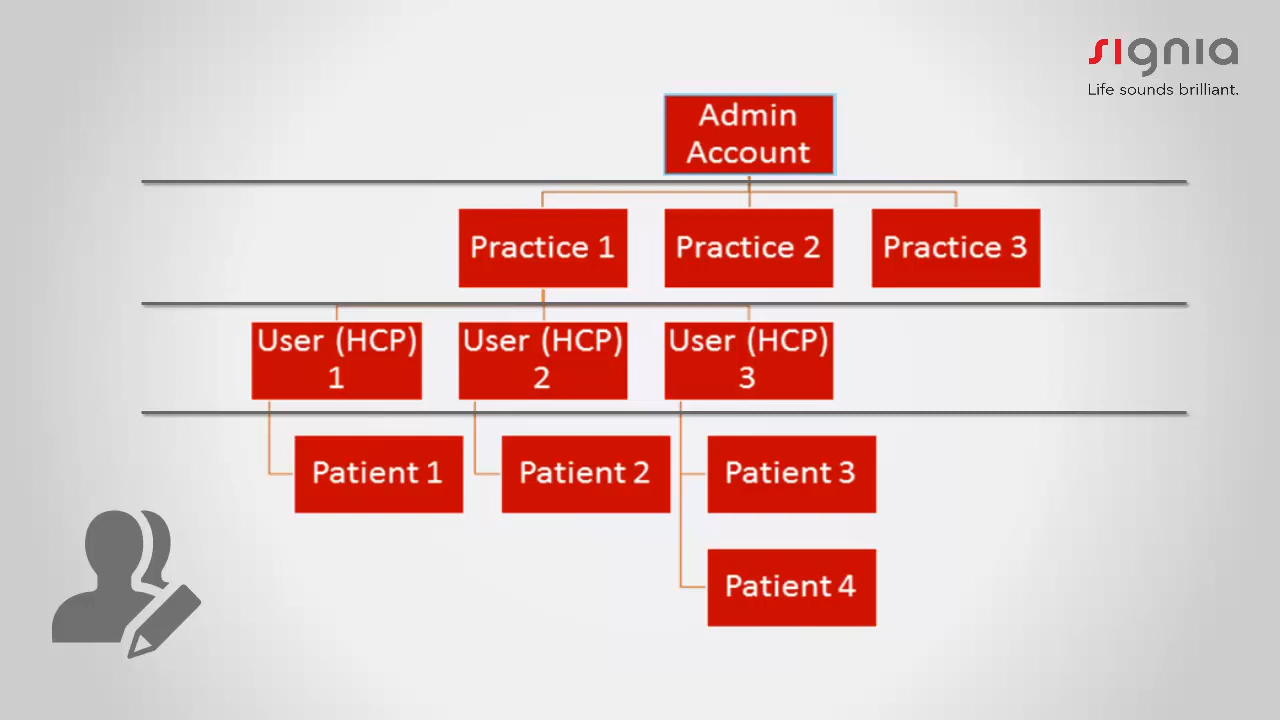 signia
Life sounds brilliant.
Admin
Account
Practice 1
Practice 2
Practice 3
User (HCP)
1
User (HCP)
2
User (HCP)
3
Patient 1
Patient 2
Patient 3
Patient 4